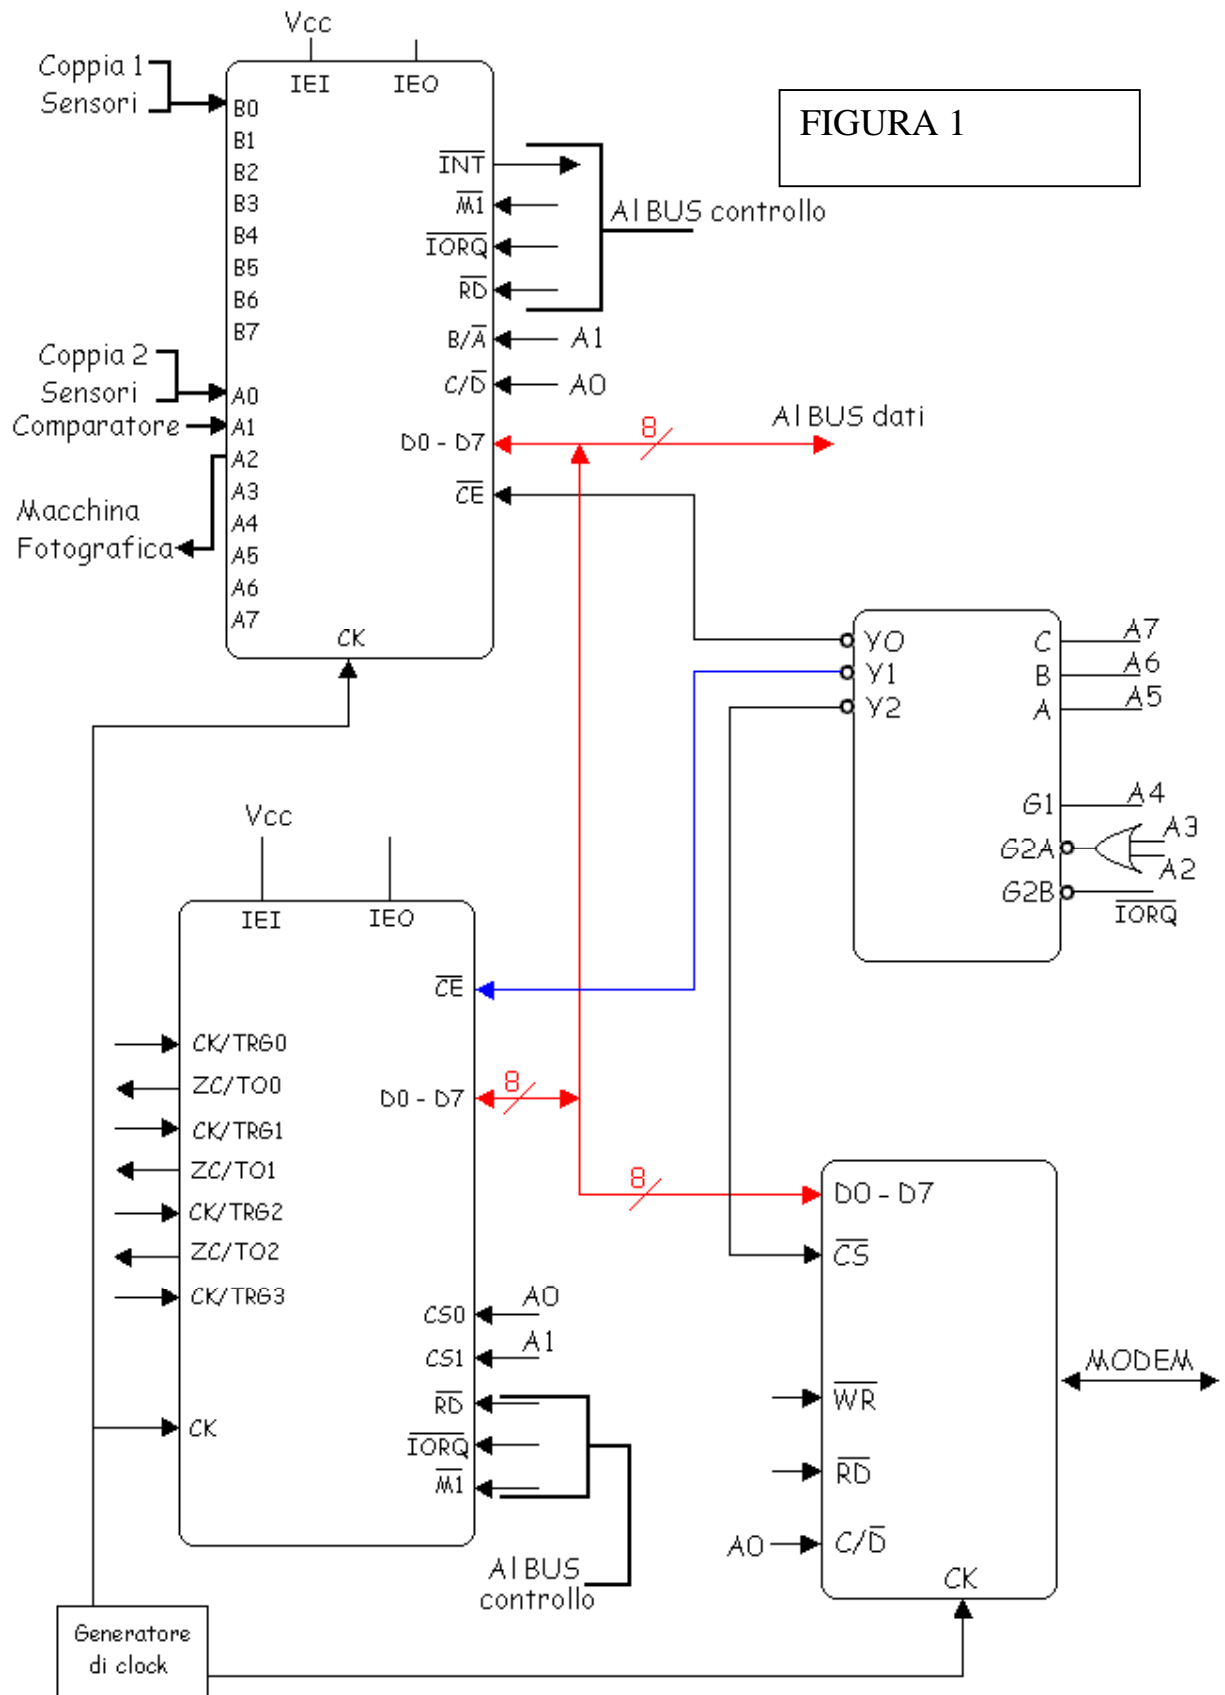 FIGURA 1
Vcc
IEI
IEO
Coppia 1
Sensori
B0
B1
B2
B3
B4
B5
B6
B7
Coppia 2
Sensori
A0
Comparatore
A1
A2
Macchina
Fotografica
A3
A4
A5
A6
A7
CK
INT
M1
IORQ
RD
Al BUS controllo
B/A
A1
C/D
A0
D0 - D7
8
Al BUS dati
CE
Y0
Y1
Y2
C
A7
B
A6
A
A5
G1
A4
G2A
A3
A2
G2B
IORQ
Vcc
IEI
IEO
CE
CK/TRG0
ZC/TO0
CK/TRG1
ZC/TO1
CK/TRG2
ZC/TO2
CK/TRG3
D0 - D7
8
CS0
A0
CS1
A1
RD
IORQ
M1
CK
Al BUS
controllo
8
D0 - D7
CS
WR
RD
A0
C/D
CK
MODEM
Generatore
di clock